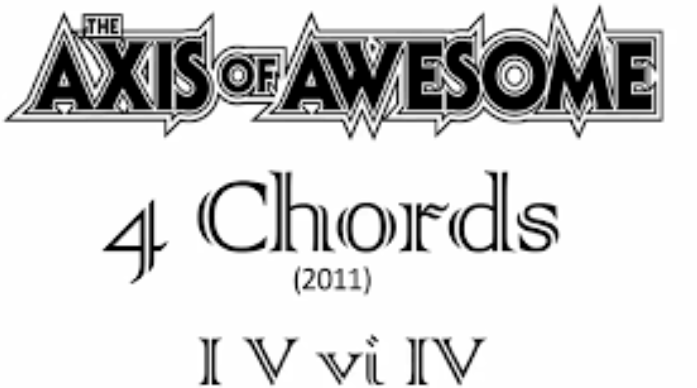 THE
AXIS OF AWESOME
4 Chords
(2011)
I V vi IV